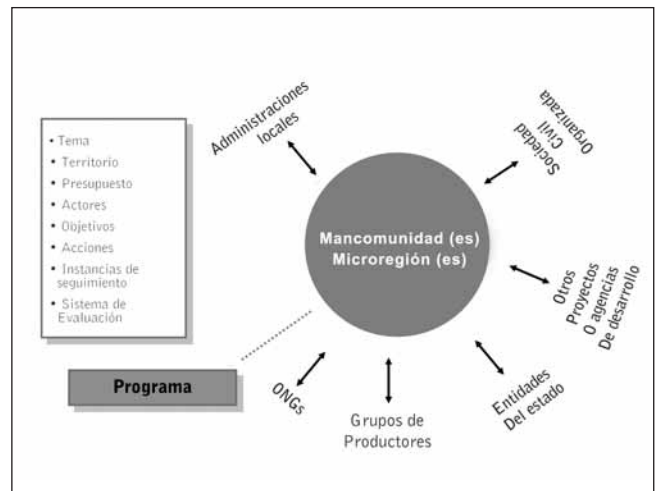 • Tema
• Territorio
• Presupuesto
• Actores
• Objetivos
• Acciones
• Instancias de
seguimiento
• Sistema de
Evaluación
Programa
Administraciones
locales
Sociedad
Civil
Organizada
Mancomunidad (es)
Microregión (es)
Otros
Proyectos
O agencias
De desarrollo
Entidades
Del estado
Grupos de
Productores
ONGs